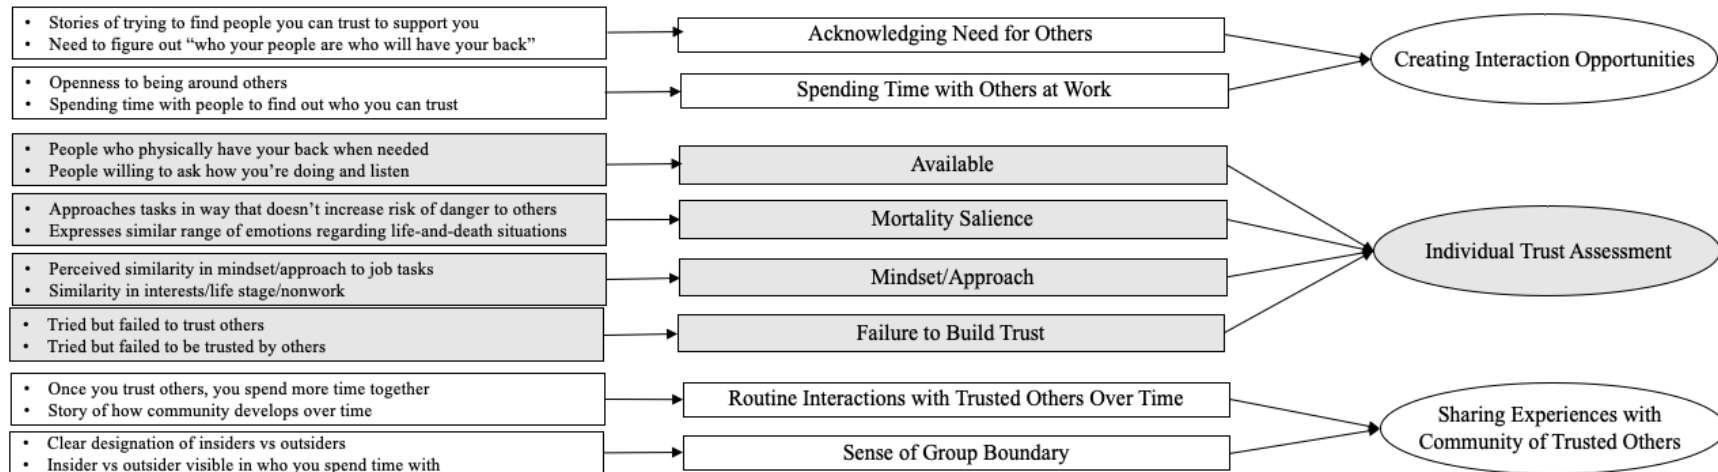 • Stories of trying to find people you can trust to support you
• Need to figure out “who your people are who will have your back”
Acknowledging Need for Others
• Openness to being around others
• Spending time with people to find out who you can trust
Spending Time with Others at Work
Creating Interaction Opportunities
• People who physically have your back when needed
• People willing to ask how you’re doing and listen
Available
• Approaches tasks in way that doesn’t increase risk of danger to others
• Expresses similar range of emotions regarding life-and-death situations
Mortality Salience
• Perceived similarity in mindset/approach to job tasks
• Similarity in interests/life stage/nonwork
Mindset/Approach
• Tried but failed to trust others
• Tried but failed to be trusted by others
Failure to Build Trust
Individual Trust Assessment
• Once you trust others, you spend more time together
• Story of how community develops over time
Routine Interactions with Trusted Others Over Time
• Clear designation of insiders vs outsiders
• Insider vs outsider visible in who you spend time with
Sense of Group Boundary
Sharing Experiences with
Community of Trusted Others